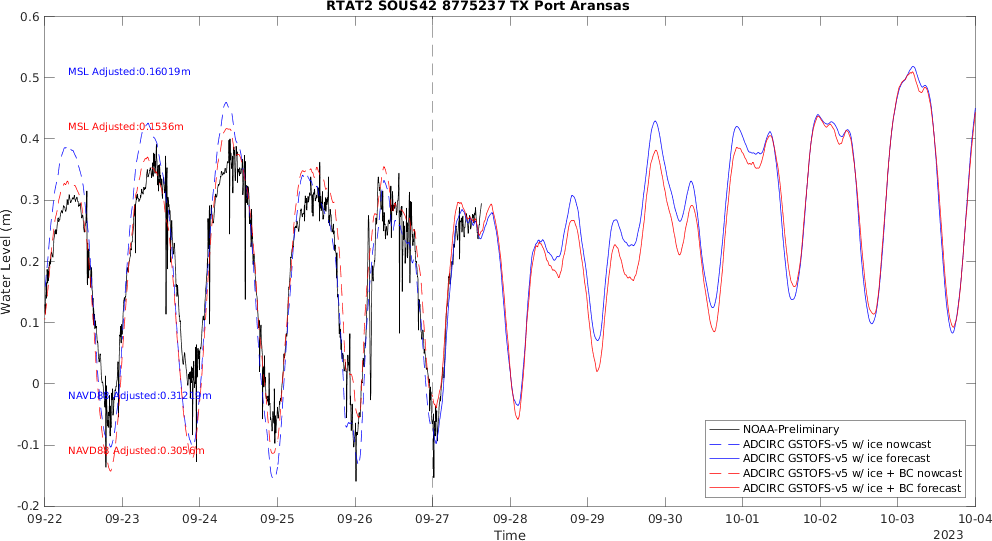 RTAT2 SOUS42 8775237 TX Port Aransas
0.6
0.5
0.4
0.3
0.2
0.1
0
-0.1
-0.2
Water Level (m)
MSL Adjusted:0.16019m
MSL Adjusted:0.1536m
NAVD88 Adjusted:0.31219m
NAVD88 Adjusted:0.3056m
NOAA-Preliminary
ADCIRC GSTOFS-v5 w/ ice nowcast
ADCIRC GSTOFS-v5 w/ ice forecast
ADCIRC GSTOFS-v5 w/ ice + BC nowcast
ADCIRC GSTOFS-v5 w/ ice + BC forecast
09-22 09-23 09-24 09-25 09-26 09-27 09-28 09-29 09-30 10-01 10-02 10-03 10-04
Time
2023